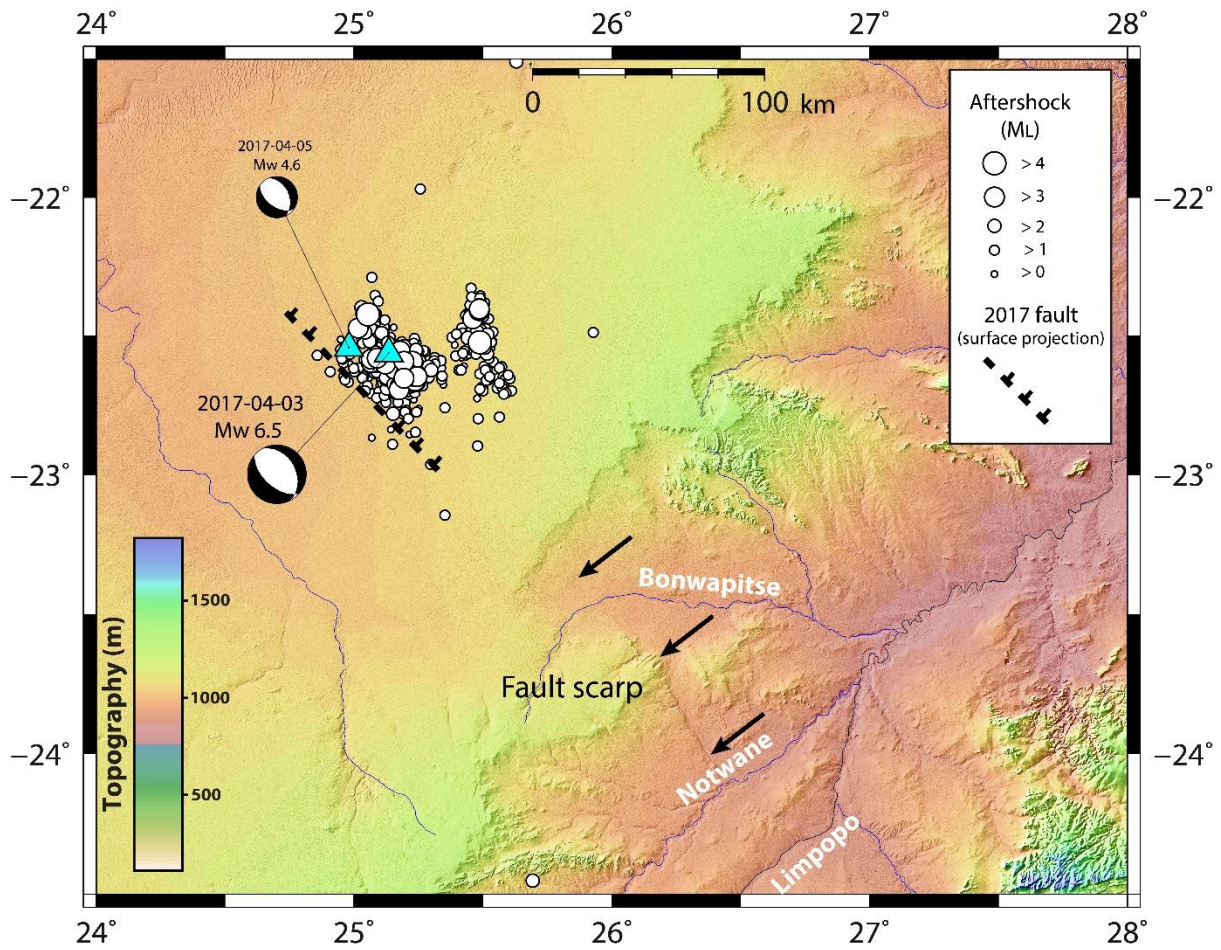 24° 25° 26° 27° 28°
0 100 km
Aftershock
(ML)
> 4
> 3
> 2
> 1
> 0
2017 fault
(surface projection)
2017-04-05
Mw 4.6
−22° −22°
2017-04-03
Mw 6.5
−23° −23°
Bonwapitse
Fault scarp
Topography (m)
1500
1000
500
−24° −24°
Notwane
Limpopo
24° 25° 26° 27° 28°